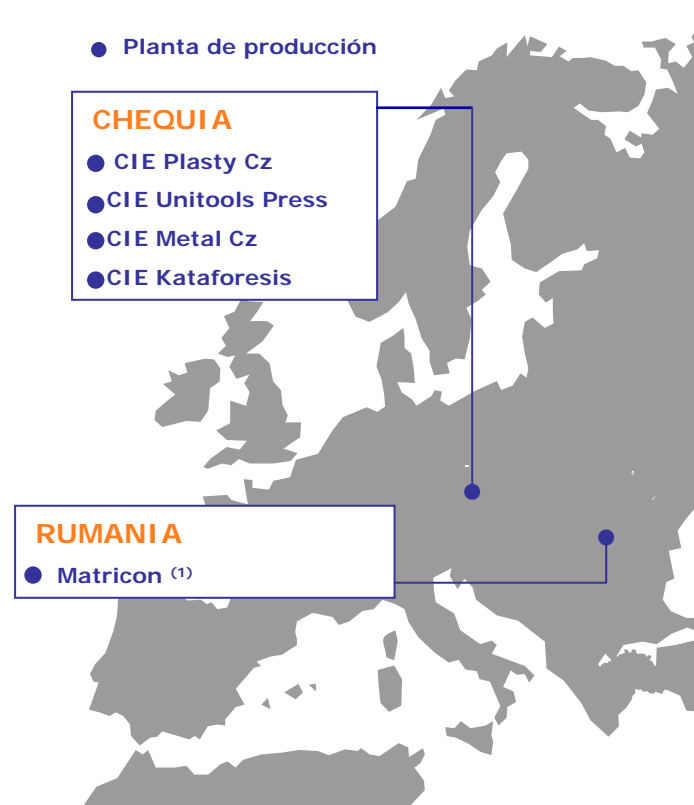 Planta de producción
CHEQUIA
CIE Plasty Cz
CIE Unitools Press
CIE Metal Cz
CIE Kataforesis
RUMANIA
Matricon (1)